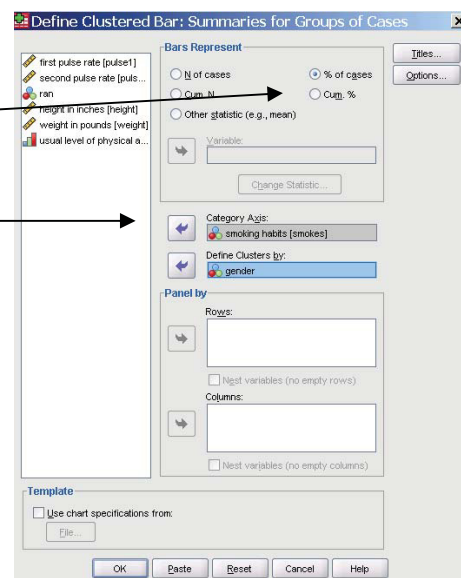 Define Clustered Bar: Summaries for Groups of Cases
first pulse rate [pulse1]
second pulse rate [puls...
ran
height in inches [height]
weight in pounds [weight]
usual level of physical a...
Bars Represent
N of cases
% of cases
Cum. N
Cum. %
Other statistic (e.g., mean)
Variable:
Change Statistic...
Category Axis:
smoking habits [smokes]
Define Clusters by:
gender
Panel by
Rows:
Nest variables (no empty rows)
Columns:
Nest variables (no empty columns)
Titles...
Options...
Template
Use chart specifications from:
File...
OK Paste Reset Cancel Help